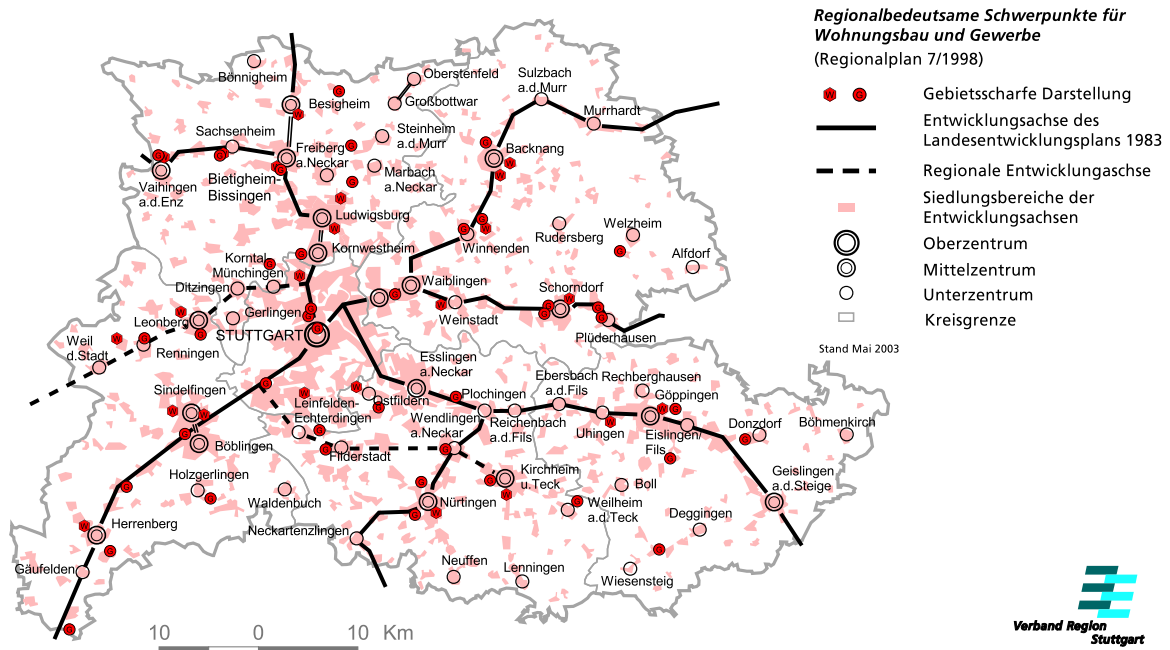 Regionalbedeutsame Schwerpunkte für
Wohnungsbau und Gewerbe
(Regionalplan 7/1998)
W G Gebietsscharfe Darstellung
Entwicklungsachse des
Landesentwicklungsplans 1983
Regionale Entwicklungaschse
Siedlungsbereiche der
Entwicklungsachsen
Oberzentrum
Mittelzentrum
Unterzentrum
Kreisgrenze
Stand Mai 2003
Bönnigheim
Oberstenfeld
Besigheim
Großbottwar
Sulzbach
a.d.Murr
Murrhardt
Sachsenheim
Steinheim
a.d.Murr
Freiberg
a.Neckar
Backnang
Marbach
a.Neckar
Vaihingen
a.d.Enz
Bietigheim-
Bissingen
Ludwigsburg
Kornwestheim
Winnenden
Rudersberg
Welzheim
Alfdorf
Korntal
Münchingen
Ditzingen
Waiblingen
Schorndorf
Gerlingen
Weinstadt
Leonberg
STUTTGART
Plüderhausen
Weil
d.Stadt
Renningen
Esslingen
a.Neckar
Sindelfingen
Ostfildern
Plochingen
Ebersbach
a.d.Fils
Rechberghausen
Göppingen
Leinfelden-
Echterdingen
Wendlingen
a.Neckar
Reichenbach
a.d.Fils
Uhingen
Eislingen/
Fils
Donzdorf
Böhmenkirch
Böblingen
Filderstadt
Holzgerlingen
Kirchheim
u.Teck
Geislingen
a.d.Steige
Boll
Waldenbuch
Nürtingen
Weilheim
a.d.Teck
Deggingen
Herrenberg
Neckartenzlingen
Gäufelden
Neuffen
Lenningen
Wiesensteig
10 0 10 Km
Verband Region
Stuttgart